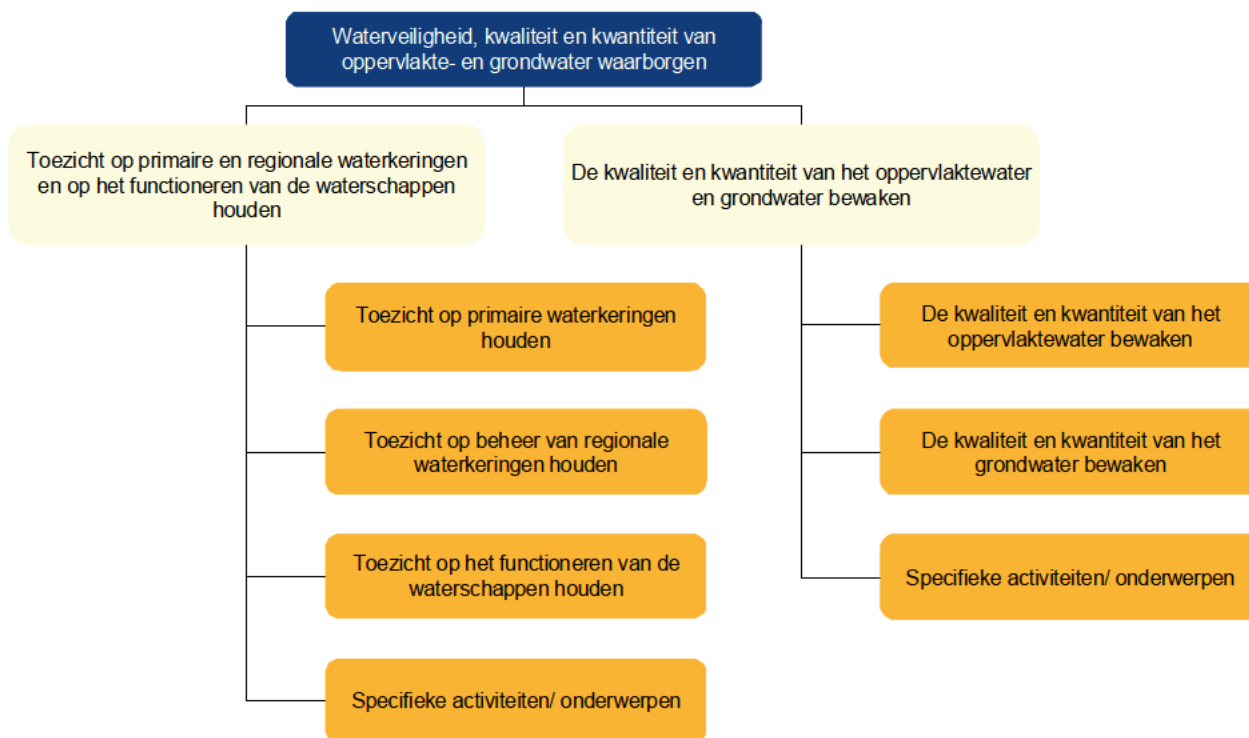 Waterveiligheid, kwaliteit en kwantiteit van
oppervlakte- en grondwater waarborgen
Toezicht op primaire en regionale waterkeringen
en op het functioneren van de waterschappen
houden
De kwaliteit en kwantiteit van het oppervlaktewater
en grondwater bewaken
Toezicht op primaire waterkeringen
houden
Toezicht op beheer van regionale
waterkeringen houden
Toezicht op het functioneren van de
waterschappen houden
Specifieke activiteiten/ onderwerpen
De kwaliteit en kwantiteit van het
oppervlaktewater bewaken
De kwaliteit en kwantiteit van het
grondwater bewaken
Specifieke activiteiten/ onderwerpen